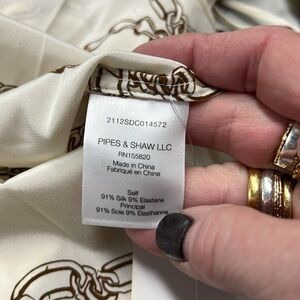 2112SDC014572
PIPES & SHAW LLC
RN155820
Made in China
Fabriqué en Chine
Self
91% Silk 9% Elastane
Principal
91% Soie 9% Élasthanne